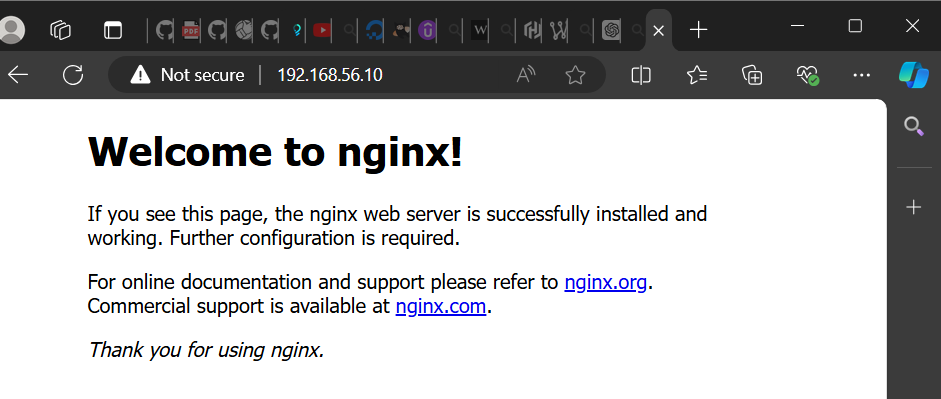 PDF
W
Not secure
192.168.56.10
Welcome to nginx!
If you see this page, the nginx web server is successfully installed and
working. Further configuration is required.
For online documentation and support please refer to nginx.org.
Commercial support is available at nginx.com.
Thank you for using nginx.